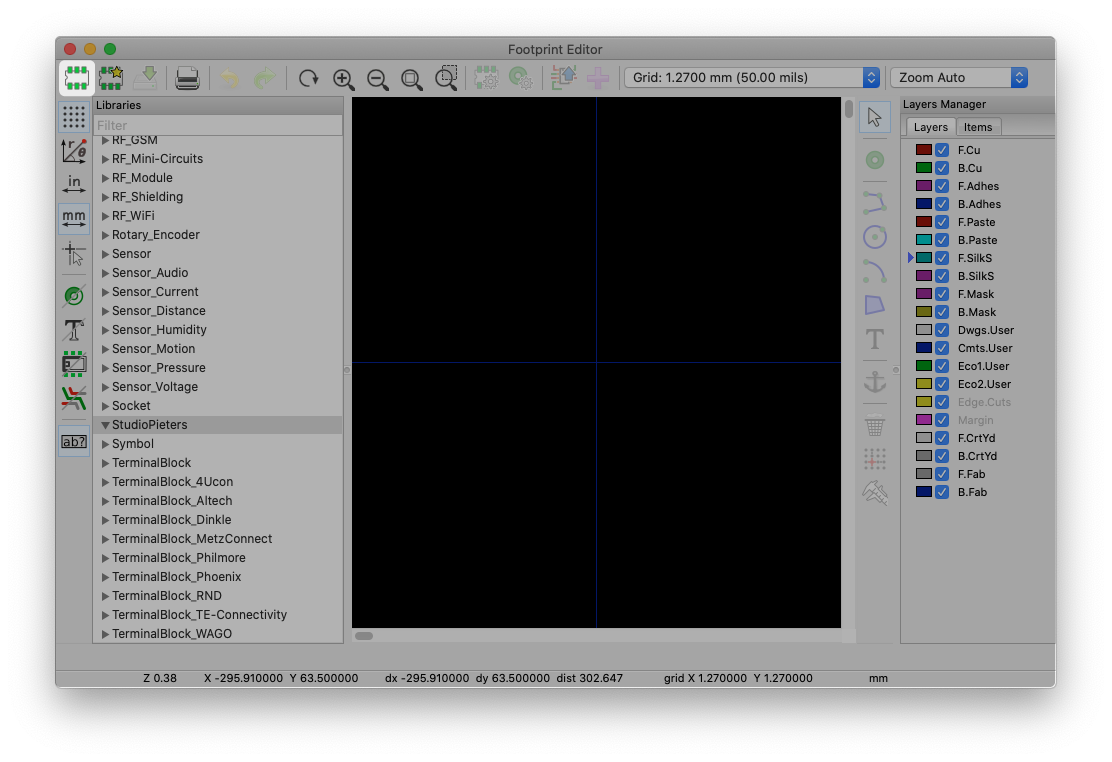 Footprint Editor
Grid: 1.2700 mm (50.00 mils)
Zoom Auto
Libraries
Filter
RF_GSM
RF_Mini-Circuits
RF_Module
RF_Shielding
RF_WiFi
Rotary_Encoder
Sensor
Sensor_Audio
Sensor_Current
Sensor_Distance
Sensor_Humidity
Sensor_Motion
Sensor_Pressure
Sensor_Voltage
Socket
StudioPieters
Symbol
TerminalBlock
TerminalBlock_4Ucon
TerminalBlock_Altech
TerminalBlock_Dinkle
TerminalBlock_MetzConnect
TerminalBlock_Philmore
TerminalBlock_Phoenix
TerminalBlock_RND
TerminalBlock_TE-Connectivity
TerminalBlock_WAGO
r θ
in
mm
T
ab?
T
Layers Manager
Layers Items
F.Cu
B.Cu
F.Adhes
B.Adhes
F.Paste
B.Paste
F.SilkS
B.SilkS
F.Mask
B.Mask
Dwgs.User
Cmts.User
Eco1.User
Eco2.User
Edge.Cuts
Margin
F.CrtYd
B.CrtYd
F.Fab
B.Fab
Z 0.38 X -295.910000 Y 63.500000 dx -295.910000 dy 63.500000 dist 302.647 grid X 1.270000 Y 1.270000 mm